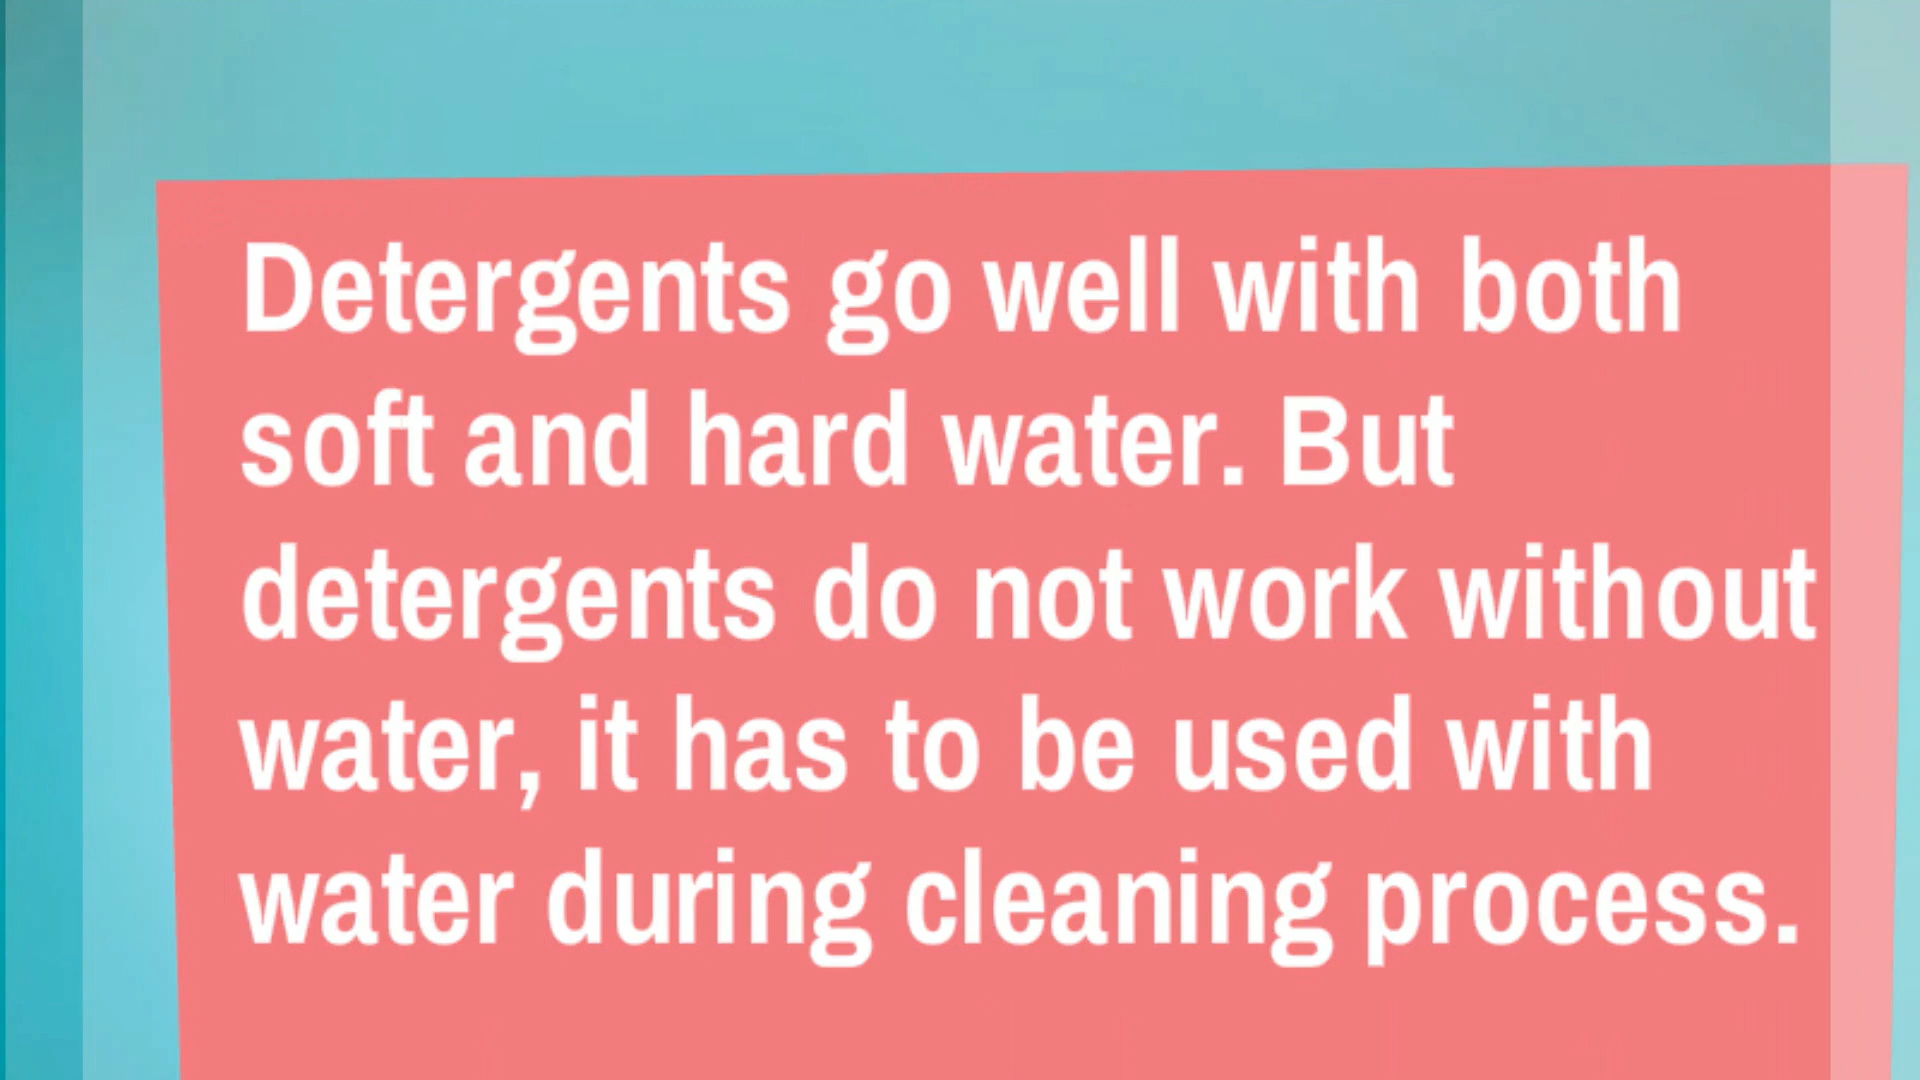 Detergents go well with both
soft and hard water. But
detergents do not work without
water, it has to be used with
water during cleaning process.